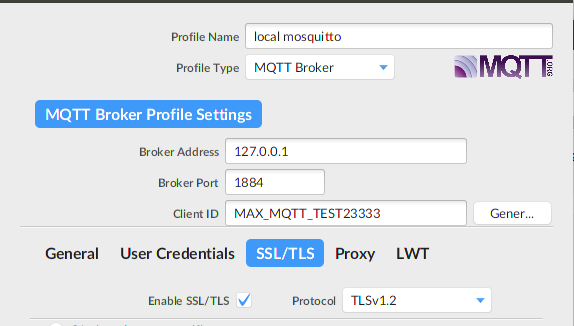 Profile Name local mosquitto
Profile Type MQTT Broker MQTT.ORG
MQTT Broker Profile Settings
Broker Address 127.0.0.1
Broker Port 1884
Client ID MAX_MQTT_TEST23333 Gener...
General User Credentials SSL/TLS Proxy LWT
Enable SSL/TLS Protocol TLSv1.2